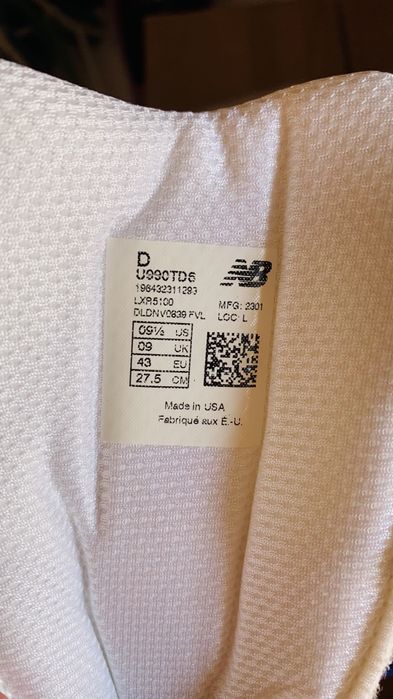 D
U990TD6
196432311293
LXR5100
MFG: 2301
DLDNV0839 FVL
LOC: L
09½ US
09 UK
43 EU
27.5 CM
Made in USA
Fabriqué aux É.-U.
NB